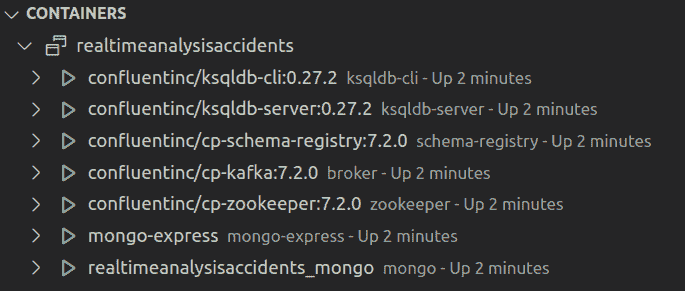 CONTAINERS
realtimeanalysisaccidents
confluentinc/ksqldb-cli:0.27.2 ksqldb-cli - Up 2 minutes
confluentinc/ksqldb-server:0.27.2 ksqldb-server - Up 2 minutes
confluentinc/cp-schema-registry:7.2.0 schema-registry - Up 2 minutes
confluentinc/cp-kafka:7.2.0 broker - Up 2 minutes
confluentinc/cp-zookeeper:7.2.0 zookeeper - Up 2 minutes
mongo-express mongo-express - Up 2 minutes
realtimeanalysisaccidents_mongo mongo - Up 2 minutes